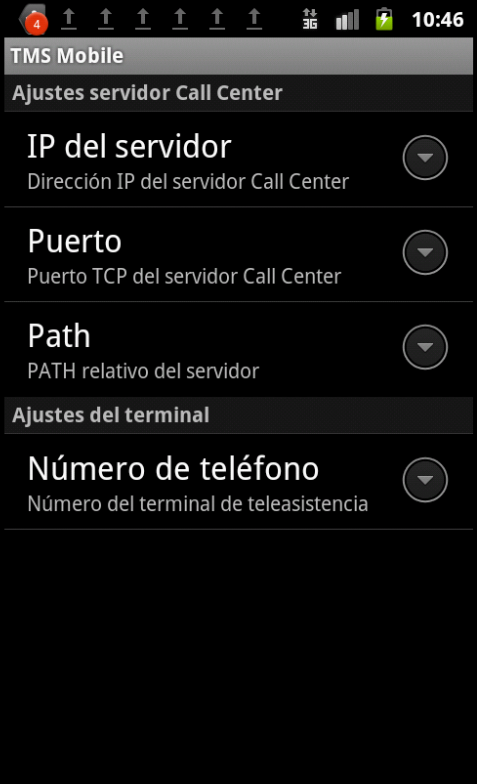 4 3G 10:46
TMS Mobile
Ajustes servidor Call Center
IP del servidor
Dirección IP del servidor Call Center
Puerto
Puerto TCP del servidor Call Center
Path
PATH relativo del servidor
Ajustes del terminal
Número de teléfono
Número del terminal de teleasistencia